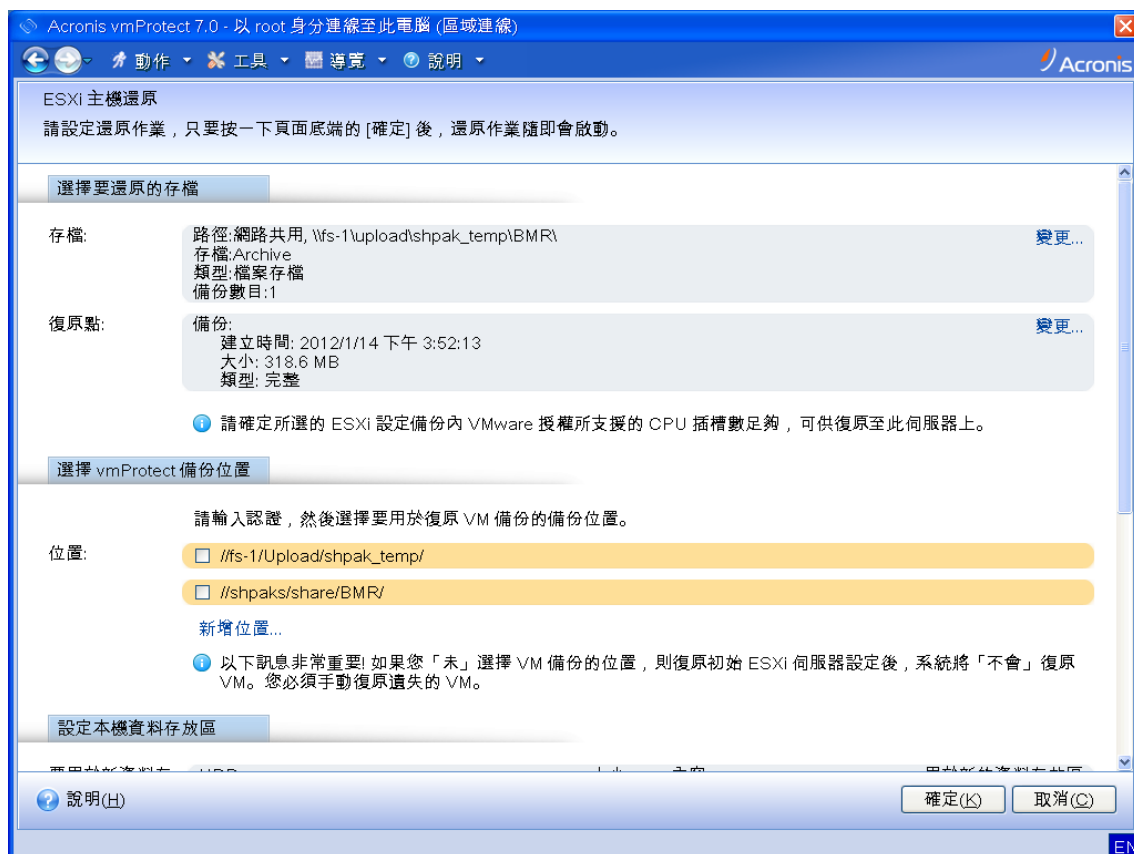 Acronis vmProtect 7.0 - 以 root 身分連線至此電腦 (區域連線)
動作 工具 導覽 說明
Acronis
ESXi 主機還原
請設定還原作業，只要按一下頁面底端的 [確定] 後，還原作業隨即會啟動。
選擇要還原的存檔
存檔:
路徑:網路共用, \\fs-1\upload\shpak_temp\BMR\
變更...
存檔:Archive
類型:檔案存檔
備份數目:1
復原點:
備份:
變更...
建立時間: 2012/1/14 下午 3:52:13
大小: 318.6 MB
類型: 完整
請確定所選的 ESXi 設定備份內 VMware 授權所支援的 CPU 插槽數足夠，可供復原至此伺服器上。
選擇 vmProtect 備份位置
請輸入認證，然後選擇要用於復原 VM 備份的備份位置。
位置:
//fs-1/Upload/shpak_temp/
//shpaks/share/BMR/
新增位置...
以下訊息非常重要! 如果您「未」選擇 VM 備份的位置，則復原初始 ESXi 伺服器設定後，系統將「不會」復原
VM。您必須手動復原遺失的 VM。
設定本機資料存放區
說明(H)
確定(K)
取消(C)
EN